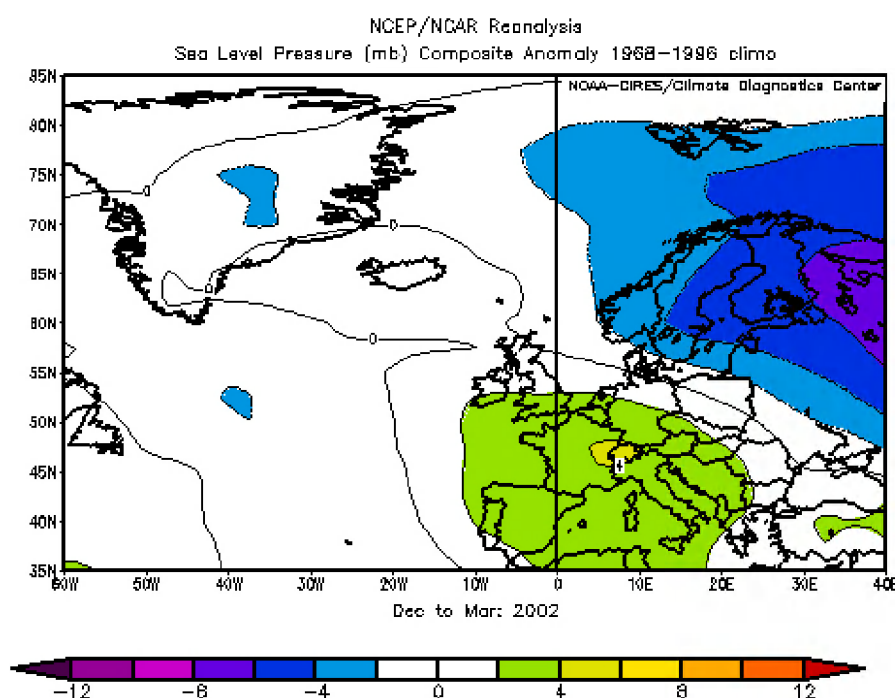 NCEP/NCAR Reanalysis
Sea Level Pressure (mb) Composite Anomaly 1968-1996 climo
NOAA-CIRES/Climate Diagnostics Center
85N
80N
75N
0
70N
0
65N
0
60N
0
55N
50N
45N
4
40N
35N
60W 50W 40W 30W 20W 10W 0 10E 20E 30E 40E
Dec to Mar: 2002
-12 -8 -4 0 4 8 12